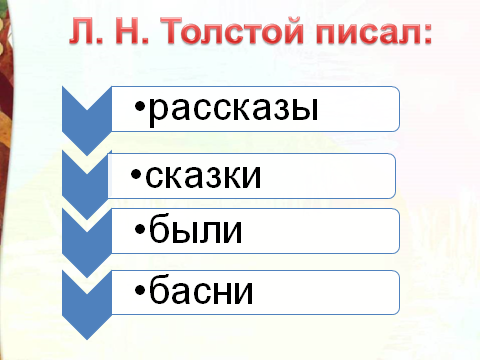 Л. Н. Толстой писал:
•рассказы
•сказки
•были
•басни